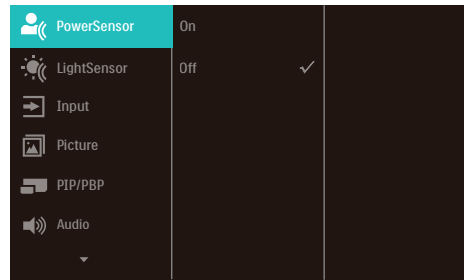 PowerSensor
On
LightSensor
Off
Input
Picture
PIP/PBP
Audio